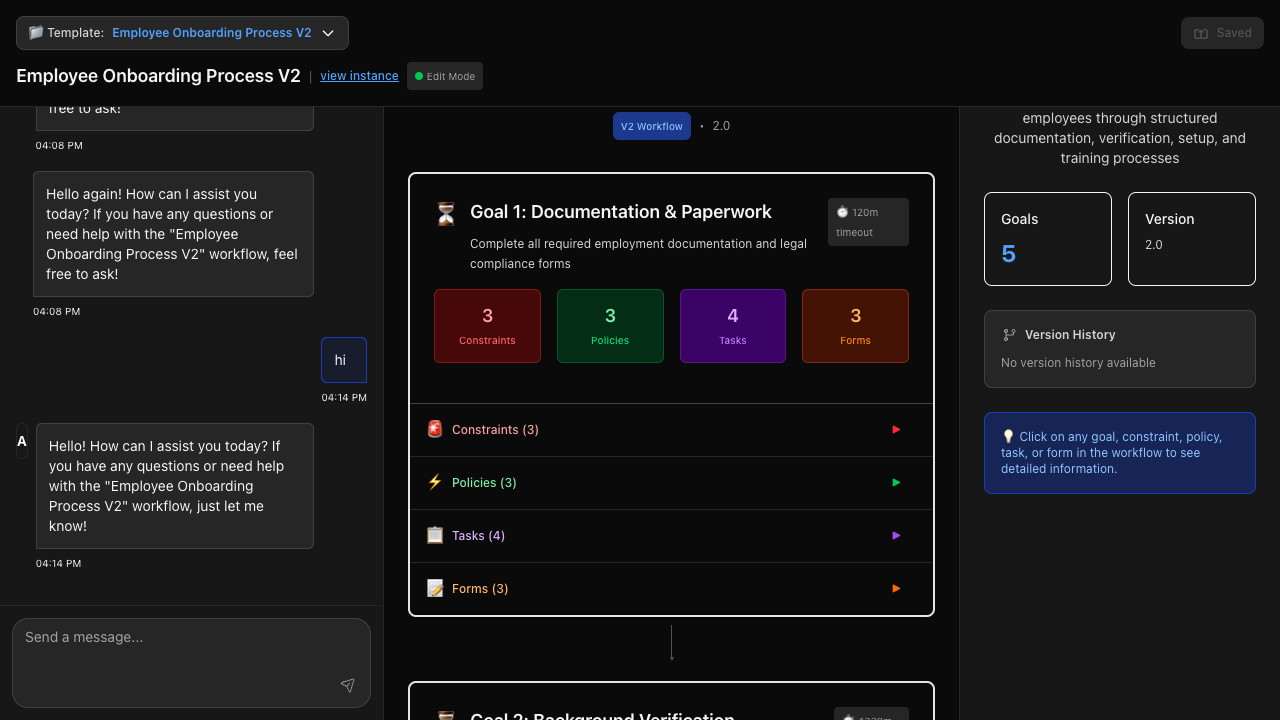 Template: Employee Onboarding Process V2
Saved
Employee Onboarding Process V2 | view instance Edit Mode
free to ask!
04:08 PM
Hello again! How can I assist you
today? If you have any questions or
need help with the "Employee
Onboarding Process V2" workflow, feel
free to ask!
04:08 PM
hi
04:14 PM
A
Hello! How can I assist you today? If
you have any questions or need help
with the "Employee Onboarding
Process V2" workflow, just let me
know!
04:14 PM
Send a message...
V2 Workflow • 2.0
Goal 1: Documentation & Paperwork
120m
timeout
Complete all required employment documentation and legal
compliance forms
3
Constraints
3
Policies
4
Tasks
3
Forms
Constraints (3)
Policies (3)
Tasks (4)
Forms (3)
Goal 2: Background Verification
employees through structured
documentation, verification, setup, and
training processes
Goals
5
Version
2.0
Version History
No version history available
Click on any goal, constraint, policy,
task, or form in the workflow to see
detailed information.